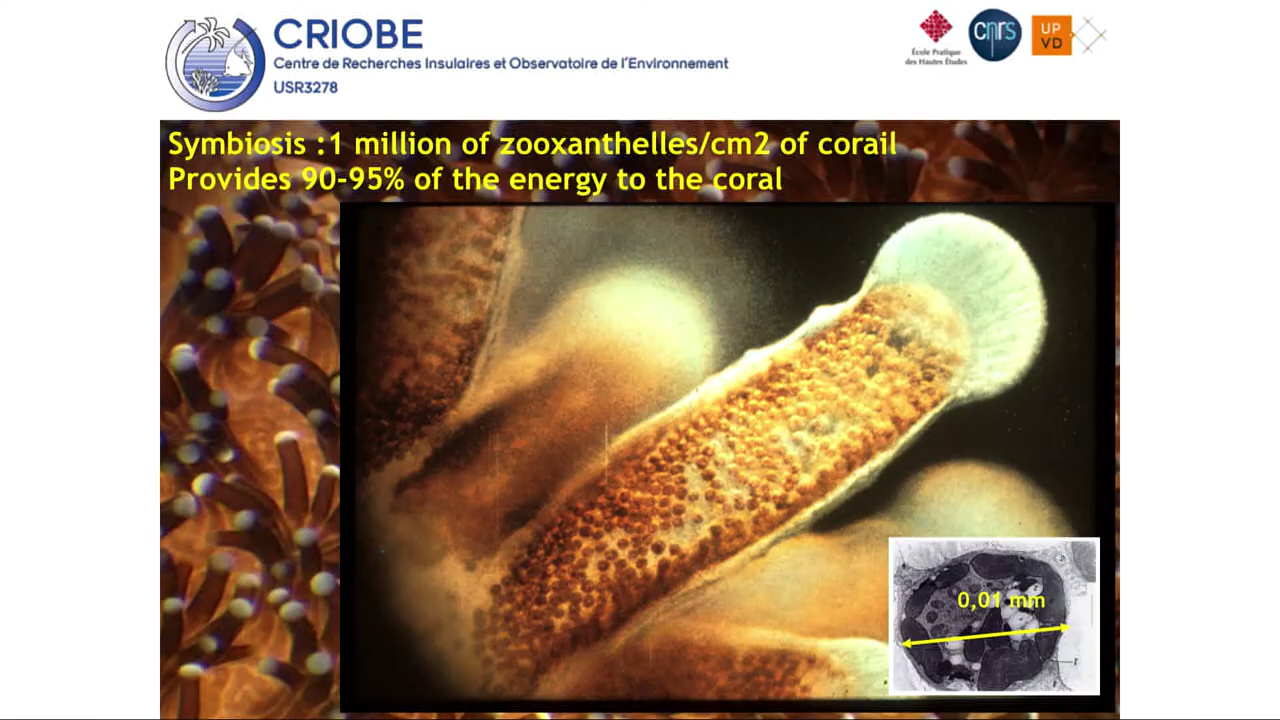 CRIOBE
Centre de Recherches Insulaires et Observatoire de l'Environnement
USR3278
École Pratique
des Hautes Études
cnrs
UP
VD
Symbiosis :1 million of zooxanthelles/cm2 of corail
Provides 90-95% of the energy to the coral
0,01 mm